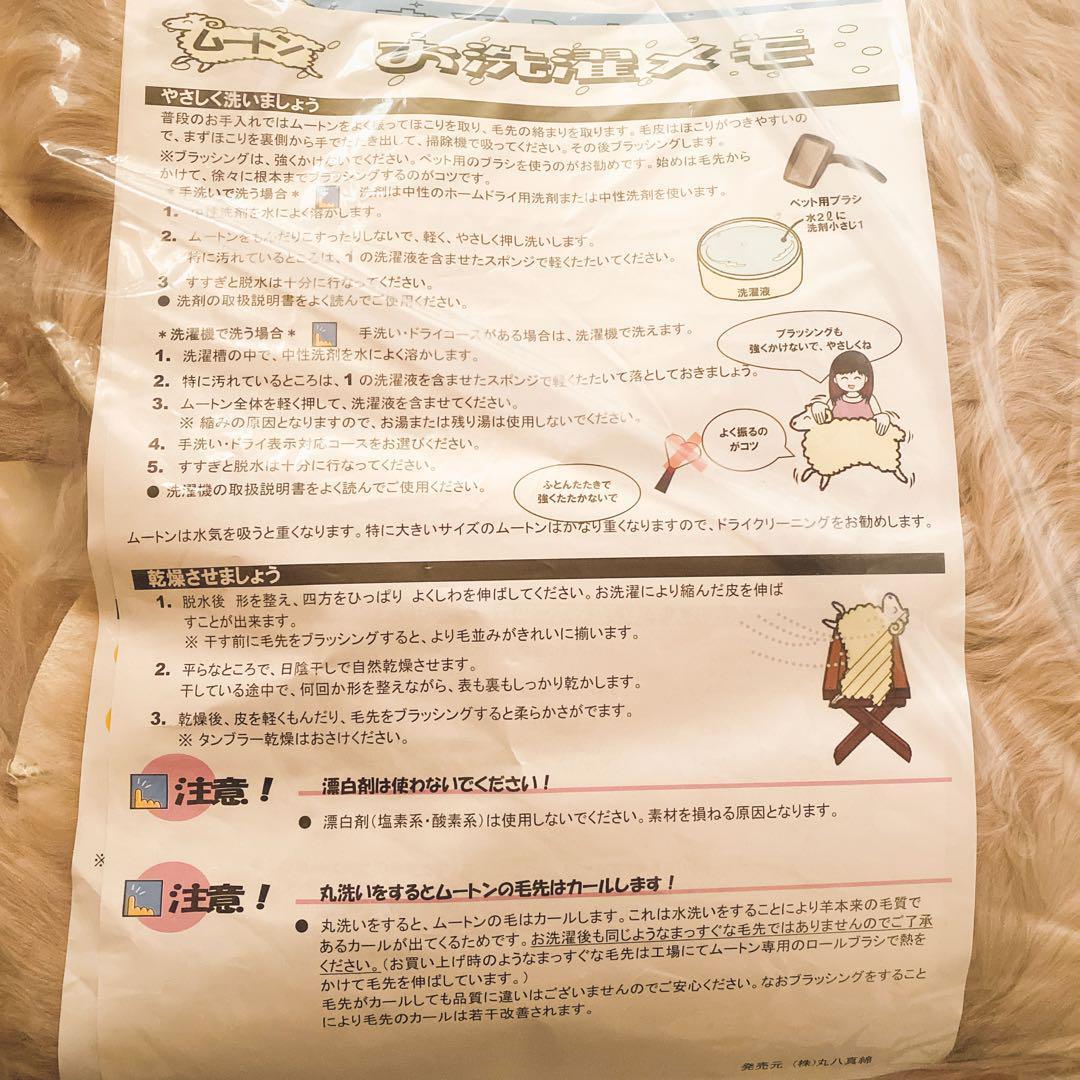 ムートン
お洗濯メモ
やさしく洗いましょう
普段のお手入れではムートンをよく振ってほこりを取り、毛先の絡まりを取ります。毛皮はほこりがつきやすいの
で、まずほこりを裏側から手でたたき出して、掃除機で吸ってください。その後ブラッシングします。
※ブラッシングは、強くかけないでください。ペット用のブラシを使うのがお勧めです。始めは毛先から
かけて、徐々に根本までブラッシングするのがコツです。
ペット用ブラシ
*手洗いで洗う場合* 洗剤は中性のホームドライ用洗剤または中性洗剤を使います。
1. 中性洗剤を水によく溶かします。
2. ムートンをもんだりこすったりしないで、軽く、やさしく押し洗いします。
特に汚れているところは、1の洗濯液を含ませたスポンジで軽くたたいてください。
3 すすぎと脱水は十分に行なってください。
● 洗剤の取扱説明書をよく読んでご使用ください。
水2ℓに
洗剤小さじ1
洗濯液
*洗濯機で洗う場合* 手洗い・ドライコースがある場合は、洗濯機で洗えます。
1. 洗濯槽の中で、中性洗剤を水によく溶かします。
2. 特に汚れているところは、1の洗濯液を含ませたスポンジで軽くたたいて落としておきましょう。
3. ムートン全体を軽く押して、洗濯液を含ませてください。
※ 縮みの原因となりますので、お湯または残り湯は使用しないでください。
4. 手洗い・ドライ表示対応コースをお選びください。
5. すすぎと脱水は十分に行なってください。
● 洗濯機の取扱説明書をよく読んでご使用ください。
ブラッシングも
強くかけないで、やさしくね
よく振るの
がコツ
ふとんたたきで
強くたたかないで
ムートンは水気を吸うと重くなります。特に大きいサイズのムートンはかなり重くなりますので、ドライクリーニングをお勧めします。
乾燥させましょう
1. 脱水後 形を整え、四方をひっぱり よくしわを伸ばしてください。お洗濯により縮んだ皮を伸ば
すことが出来ます。
※ 干す前に毛先をブラッシングすると、より毛並みがきれいに揃います。
2. 平らなところで、日陰干しで自然乾燥させます。
干している途中で、何回か形を整えながら、表も裏もしっかり乾かします。
3. 乾燥後、皮を軽くもんだり、毛先をブラッシングすると柔らかさがでます。
※ タンブラー乾燥はおさけください。
注意! 漂白剤は使わないでください!
● 漂白剤(塩素系・酸素系)は使用しないでください。素材を損ねる原因となります。
※
注意! 丸洗いをするとムートンの毛先はカールします!
● 丸洗いをすると、ムートンの毛はカールします。これは水洗いをすることにより羊本来の毛質で
あるカールが出てくるためです。お洗濯後も同じようなまっすぐな毛先ではありませんのでご了承
ください。(お買い上げ時のようなまっすぐな毛先は工場にてムートン専用のロールブラシで熱を
かけて毛先を伸ばしています。)
毛先がカールしても品質に違いはございませんのでご安心ください。なおブラッシングをすること
により毛先のカールは若干改善されます。
発売元 (株)丸八真綿